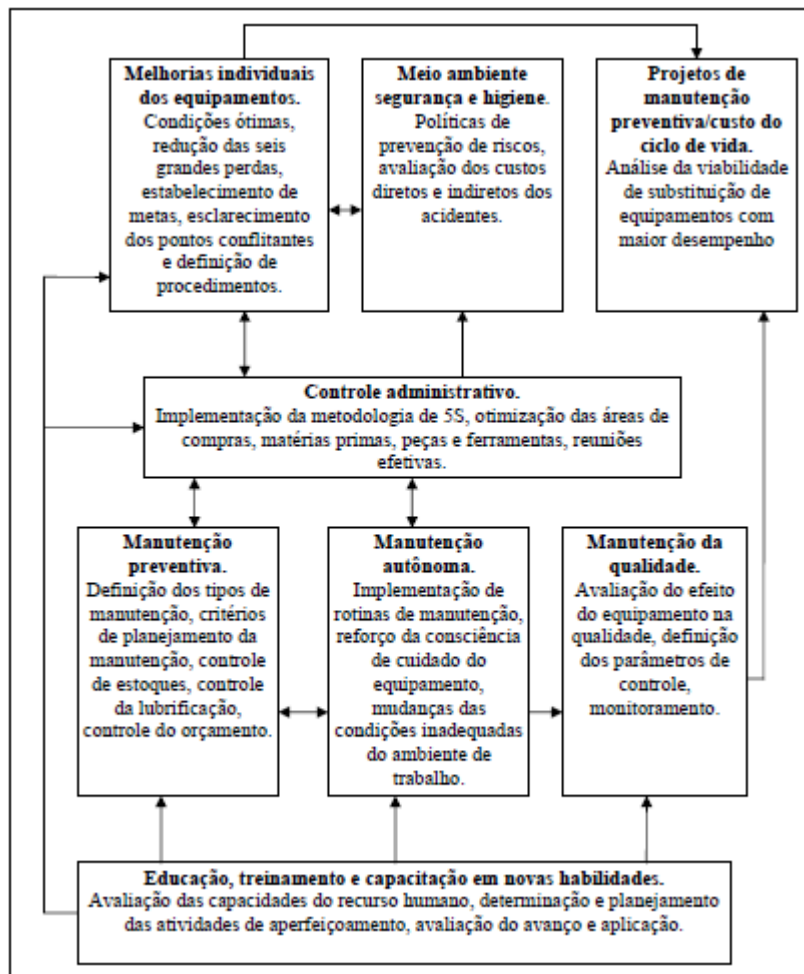 Melhorias individuais
dos equipamentos.
Condições ótimas,
redução das seis
grandes perdas,
estabelecimento de
metas, esclarecimento
dos pontos conflitantes
e definição de
procedimentos.
Meio ambiente
segurança e higiene.
Políticas de
prevenção de riscos,
avaliação dos custos
diretos e indiretos dos
acidentes.
Projetos de
manutenção
preventiva/custo do
ciclo de vida.
Análise da viabilidade
de substituição de
equipamentos com
maior desempenho
Controle administrativo.
Implementação da metodologia de 5S, otimização das áreas de
compras, matérias primas, peças e ferramentas, reuniões
efetivas.
Manutenção
preventiva.
Definição dos tipos de
manutenção, critérios
de planejamento da
manutenção, controle
de estoques, controle
da lubrificação,
controle do orçamento.
Manutenção
autônoma.
Implementação de
rotinas de manutenção,
reforço da consciência
de cuidado do
equipamento,
mudanças das
condições inadequadas
do ambiente de
trabalho.
Manutenção da
qualidade.
Avaliação do efeito
do equipamento na
qualidade, definição
dos parâmetros de
controle,
monitoramento.
Educação, treinamento e capacitação em novas habilidades.
Avaliação das capacidades do recurso humano, determinação e planejamento
das atividades de aperfeiçoamento, avaliação do avanço e aplicação.